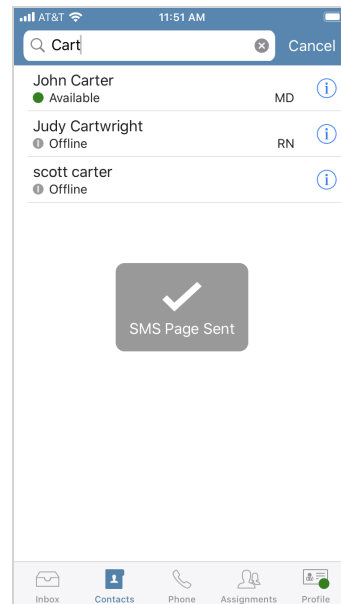 AT&T 11:51 AM
Cart Cancel
John Carter
Available MD
Judy Cartwright
Offline RN
scott carter
Offline
SMS Page Sent
Inbox Contacts Phone Assignments Profile